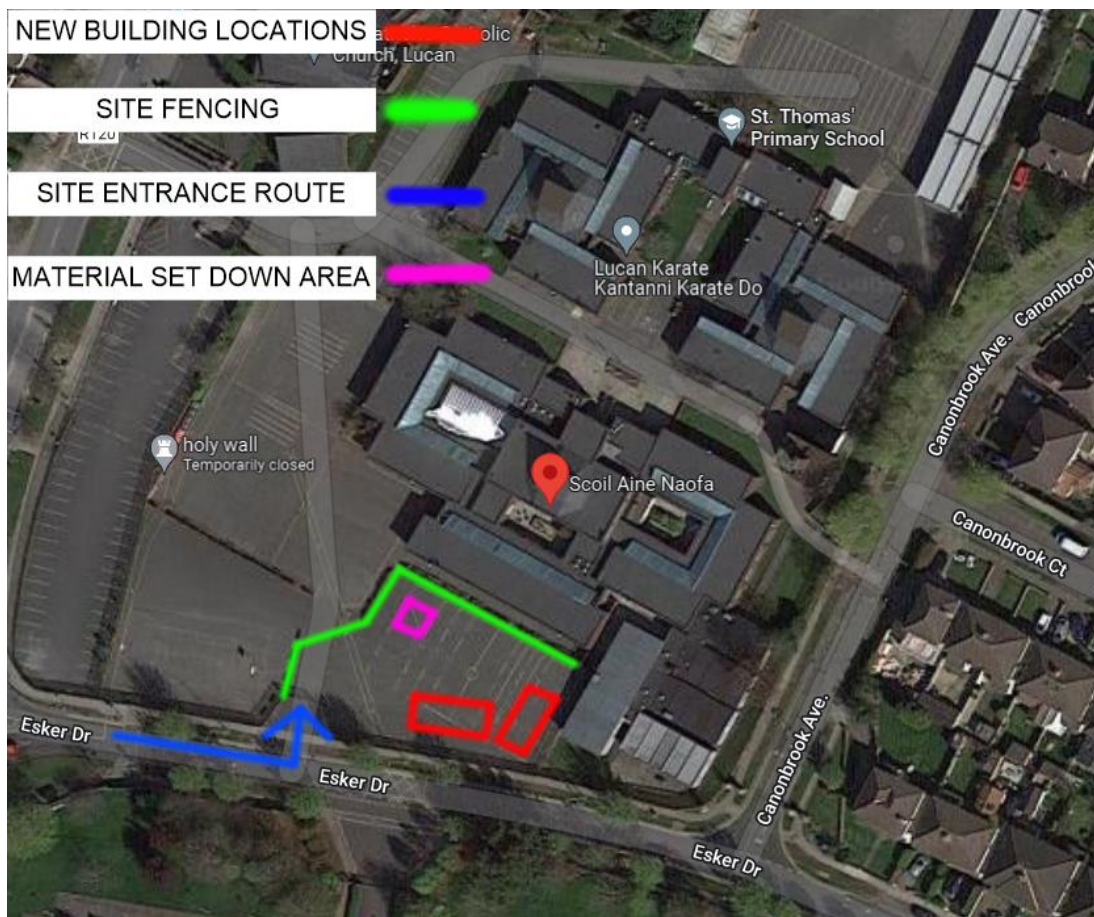 NEW BUILDING LOCATIONS
olic
Church, Lucan
SITE FENCING
R120
St. Thomas'
Primary School
SITE ENTRANCE ROUTE
Lucan Karate
Kantanni Karate Do
MATERIAL SET DOWN AREA
Canonbrook Ave.
Canonbrook
holy wall
Temporarily closed
Scoil Aine Naofa
Canonbrook Ct
Canonbrook Ave.
Esker Dr
Esker Dr
Esker Dr